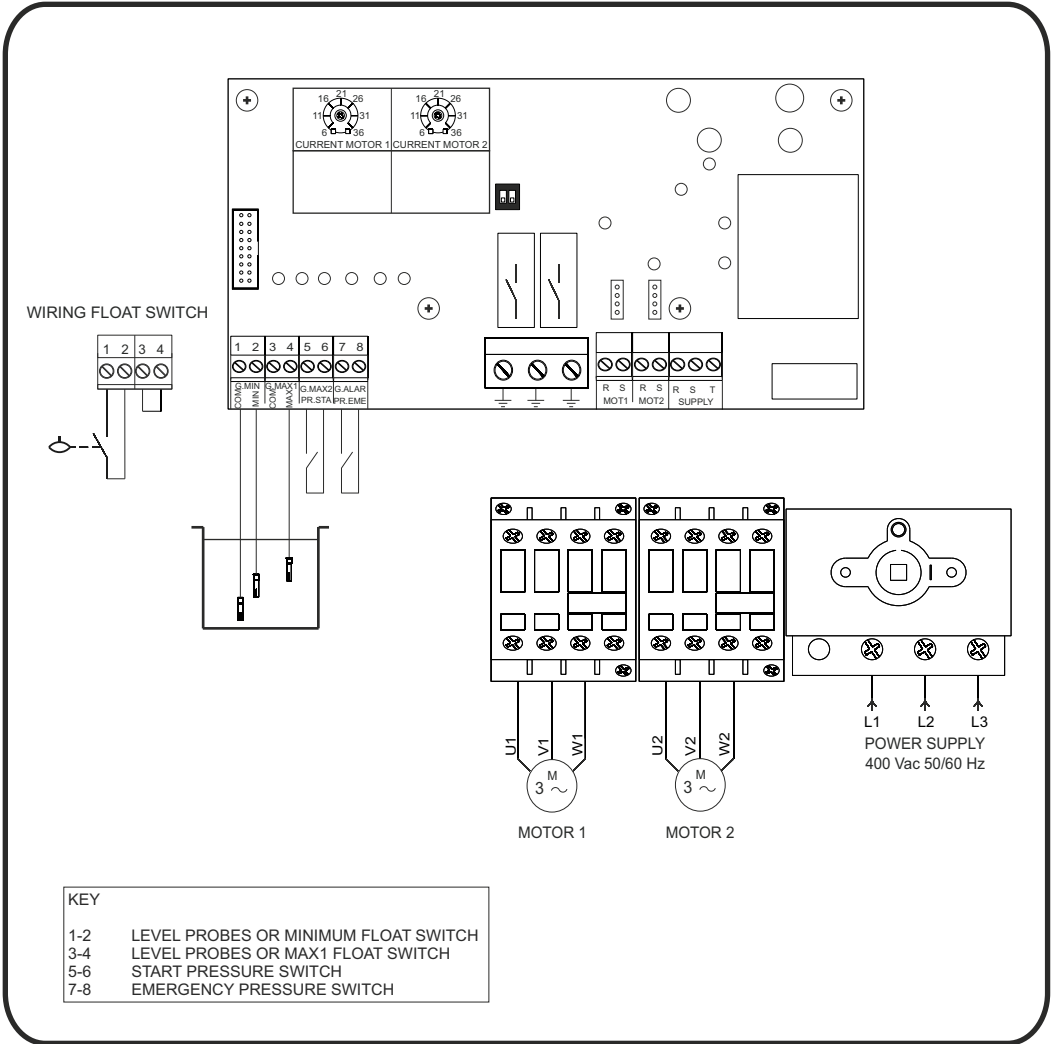 16 21 26
11 31
6 36
CURRENT MOTOR 1
16 21 26
11 31
6 36
CURRENT MOTOR 2
WIRING FLOAT SWITCH
1 2 3 4
1 2 3 4 5 6 7 8
G.MIN G.MAX1 G.MAX2 G.ALAR
COM MIN COM MAX PR.STA PR.EME
R S R S R S T
MOT1 MOT2 SUPPLY
L1 L2 L3
POWER SUPPLY
400 Vac 50/60 Hz
U1 V1 W1
U2 V2 W2
M
3 ~
M
3 ~
MOTOR 1
MOTOR 2
KEY
1-2 LEVEL PROBES OR MINIMUM FLOAT SWITCH
3-4 LEVEL PROBES OR MAX1 FLOAT SWITCH
5-6 START PRESSURE SWITCH
7-8 EMERGENCY PRESSURE SWITCH